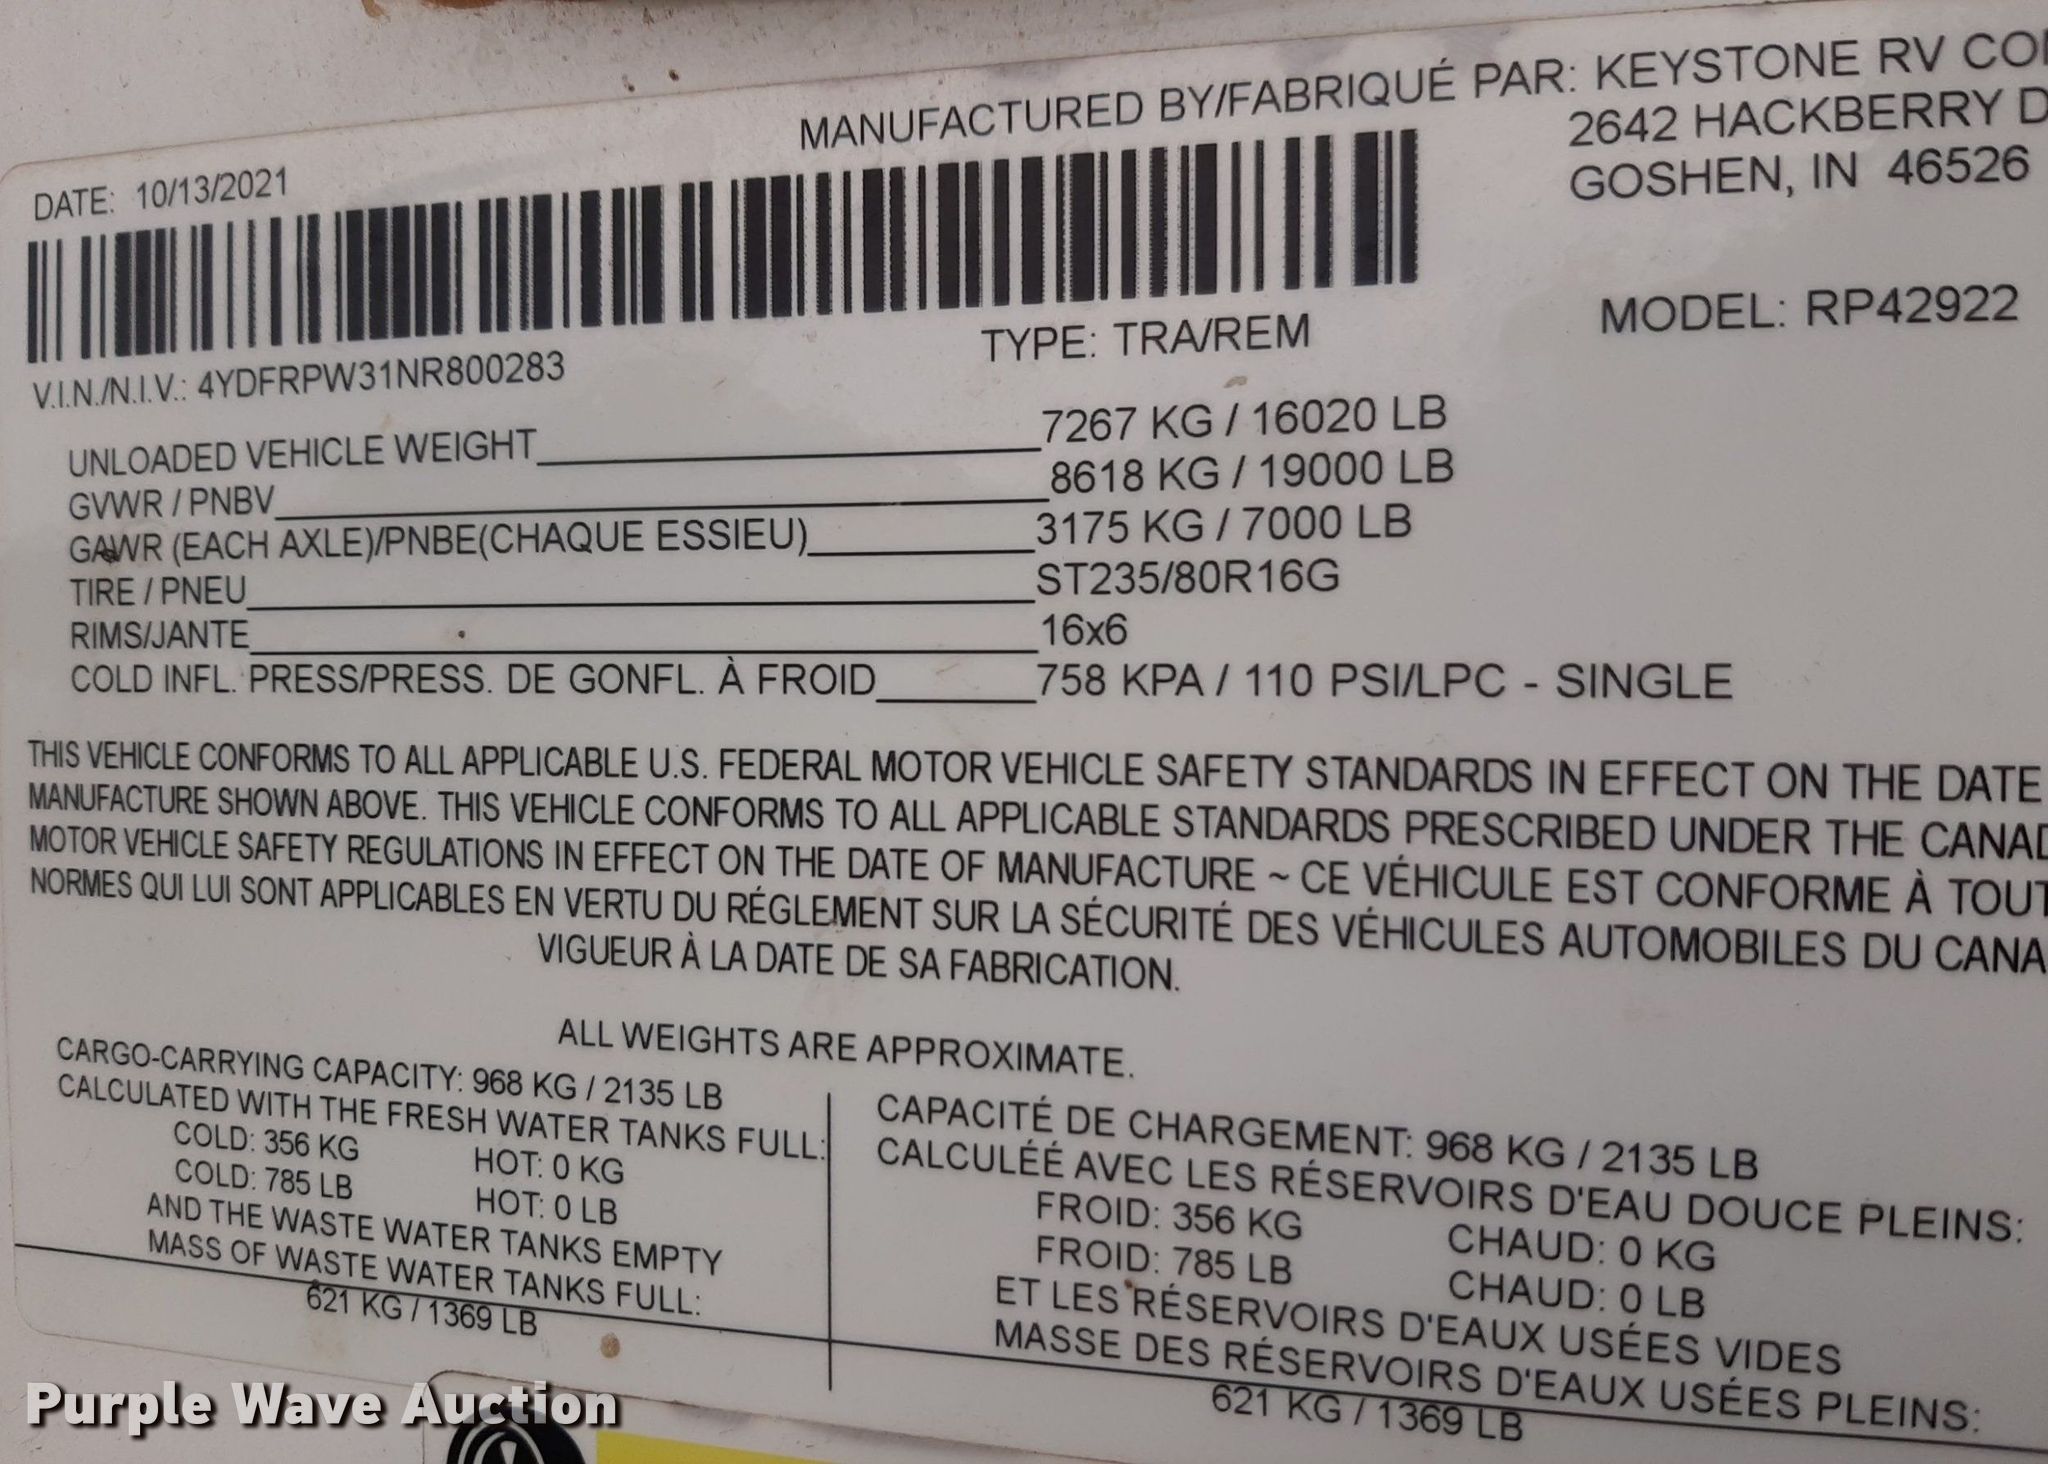 MANUFACTURED BY/FABRIQUÉ PAR: KEYSTONE RV
2642 HACKBERRY
GOSHEN, IN 46526
DATE: 10/13/2021
V.I.N./N.I.V.: 4YDFRPW31NR800283
TYPE: TRA/REM
MODEL: RP42922
UNLOADED VEHICLE WEIGHT 7267 KG / 16020 LB
GVWR / PNBV 8618 KG / 19000 LB
GAWR (EACH AXLE)/PNBE(CHAQUE ESSIEU) 3175 KG / 7000 LB
TIRE / PNEU ST235/80R16G
RIMS/JANTE 16x6
COLD INFL. PRESS/PRESS. DE GONFL. À FROID 758 KPA / 110 PSI/LPC - SINGLE
THIS VEHICLE CONFORMS TO ALL APPLICABLE U.S. FEDERAL MOTOR VEHICLE SAFETY STANDARDS IN EFFECT ON THE DATE
MANUFACTURE SHOWN ABOVE. THIS VEHICLE CONFORMS TO ALL APPLICABLE STANDARDS PRESCRIBED UNDER THE
MOTOR VEHICLE SAFETY REGULATIONS IN EFFECT ON THE DATE OF MANUFACTURE ~ CE VÉHICULE EST CONFORME À
NORMES QUI LUI SONT APPLICABLES EN VERTU DU RÉGLEMENT SUR LA SÉCURITÉ DES VÉHICULES AUTOMOBILES DU
VIGUEUR À LA DATE DE SA FABRICATION.
ALL WEIGHTS ARE APPROXIMATE.
CARGO-CARRYING CAPACITY: 968 KG / 2135 LB
CALCULATED WITH THE FRESH WATER TANKS FULL:
COLD: 356 KG HOT: 0 KG
COLD: 785 LB HOT: 0 LB
AND THE WASTE WATER TANKS EMPTY
MASS OF WASTE WATER TANKS FULL:
621 KG / 1369 LB
CAPACITÉ DE CHARGEMENT: 968 KG / 2135 LB
CALCULÉÉ AVEC LES RÉSERVOIRS D'EAU DOUCE PLEINS:
FROID: 356 KG CHAUD: 0 KG
FROID: 785 LB CHAUD: 0 LB
ET LES RÉSERVOIRS D'EAUX USÉES VIDES
MASSE DES RÉSERVOIRS D'EAUX USÉES PLEINS:
621 KG / 1369 LB
Purple Wave Auction